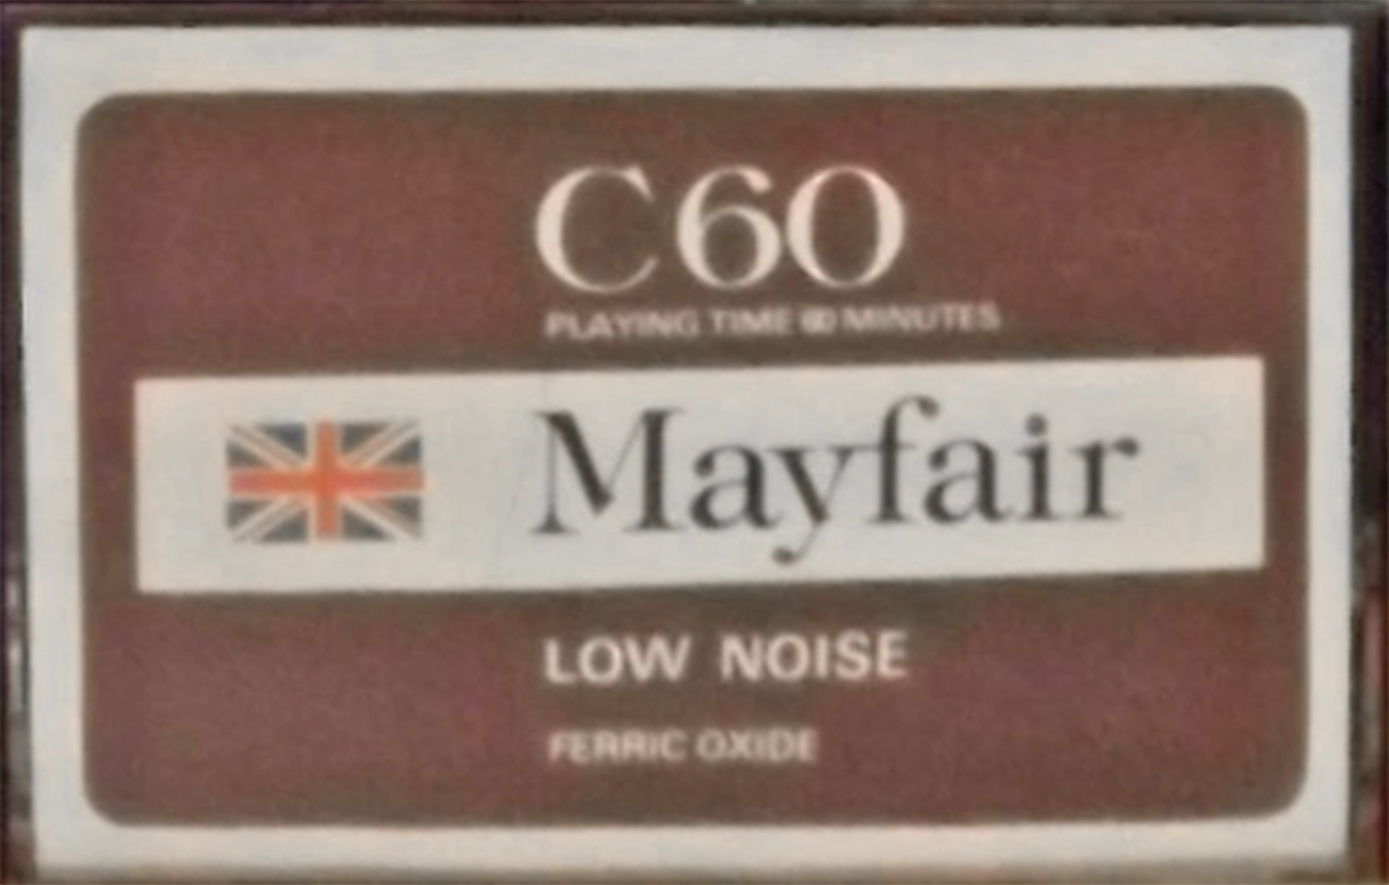 C60
PLAYING TIME 60 MINUTES
Mayfair
LOW NOISE
FERRIC OXIDE